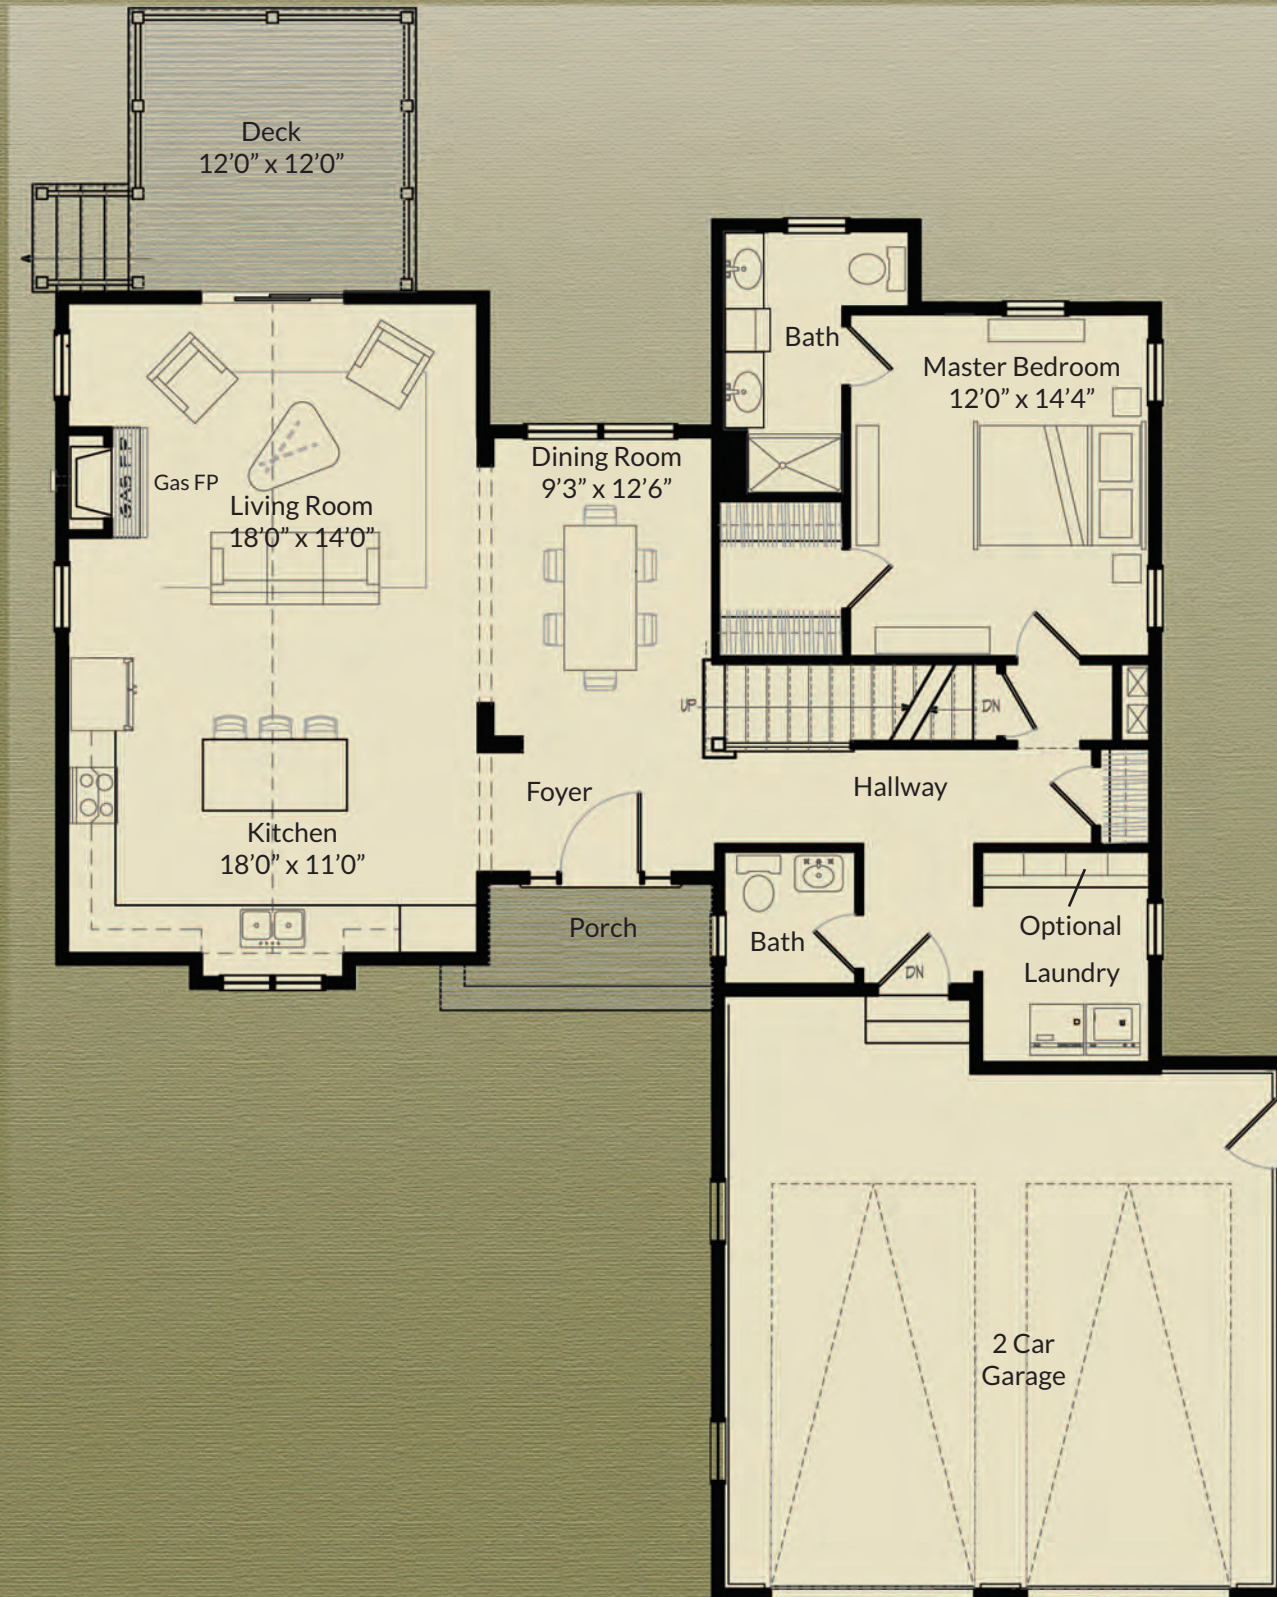 Deck
12’0” x 12’0”
Bath
Master Bedroom
12’0” x 14’4”
Dining Room
9’3” x 12’6”
GAS FP
Gas FP
Living Room
18’0” x 14’0”
UP
DN
Foyer
Hallway
Kitchen
18’0” x 11’0”
Porch
Bath
DN
Optional
Laundry
2 Car
Garage